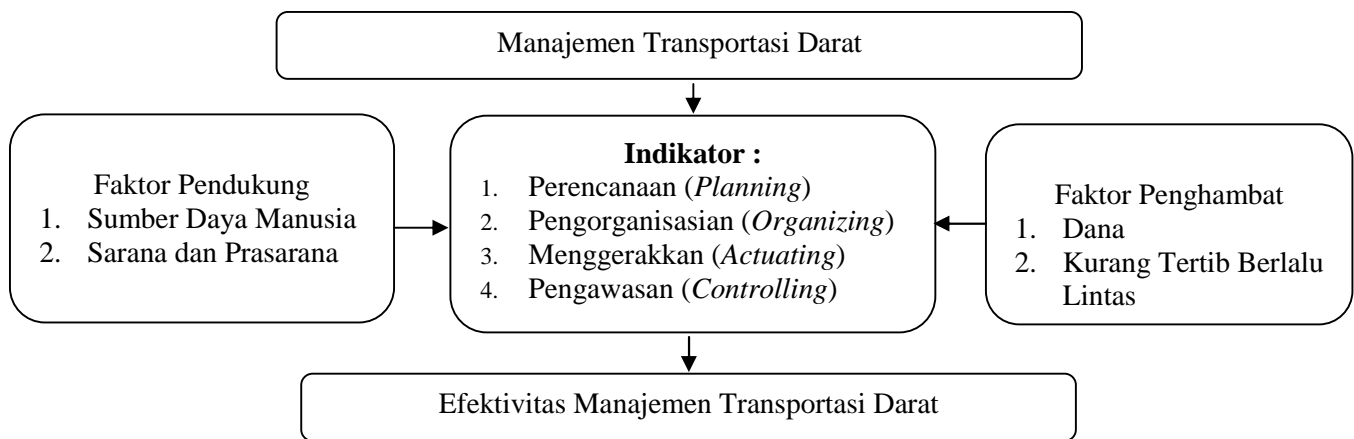 Manajemen Transportasi Darat
Faktor Pendukung
1. Sumber Daya Manusia
2. Sarana dan Prasarana
Indikator :
1. Perencanaan (Planning)
2. Pengorganisasian (Organizing)
3. Menggerakkan (Actuating)
4. Pengawasan (Controlling)
Faktor Penghambat
1. Dana
2. Kurang Tertib Berlalu
Lintas
Efektivitas Manajemen Transportasi Darat